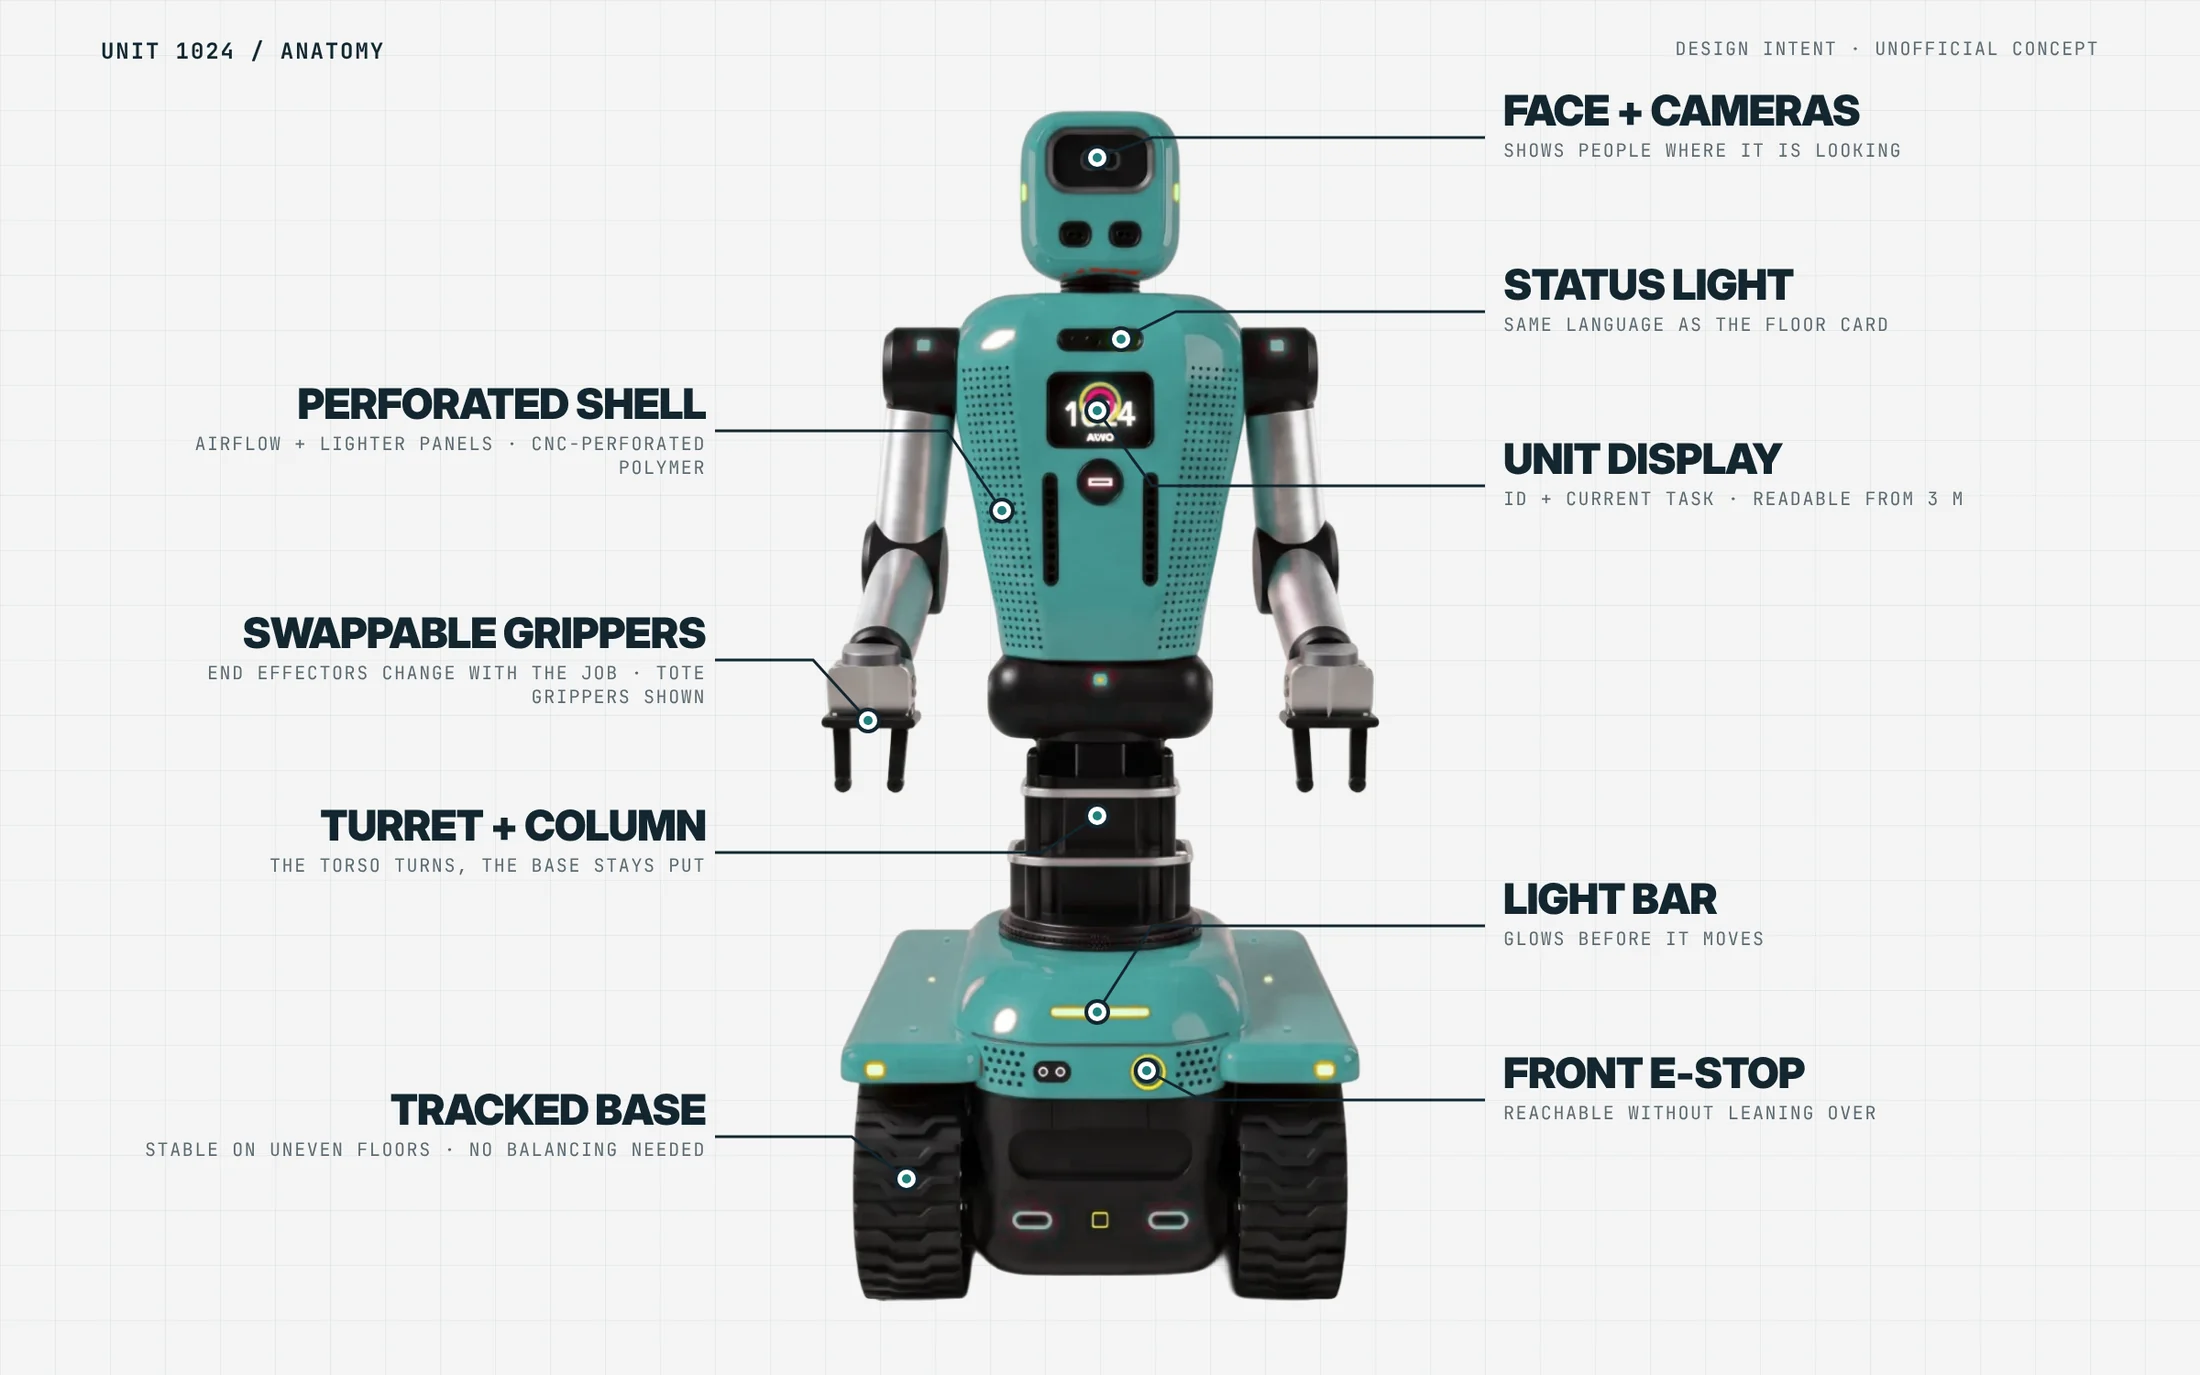 UNIT 1024 / ANATOMY
DESIGN INTENT · UNOFFICIAL CONCEPT
FACE + CAMERAS
SHOWS PEOPLE WHERE IT IS LOOKING
STATUS LIGHT
SAME LANGUAGE AS THE FLOOR CARD
PERFORATED SHELL
AIRFLOW + LIGHTER PANELS · CNC-PERFORATED
POLYMER
UNIT DISPLAY
ID + CURRENT TASK · READABLE FROM 3 M
SWAPPABLE GRIPPERS
END EFFECTORS CHANGE WITH THE JOB · TOTE
GRIPPERS SHOWN
TURRET + COLUMN
THE TORSO TURNS, THE BASE STAYS PUT
LIGHT BAR
GLOWS BEFORE IT MOVES
FRONT E-STOP
REACHABLE WITHOUT LEANING OVER
TRACKED BASE
STABLE ON UNEVEN FLOORS · NO BALANCING NEEDED